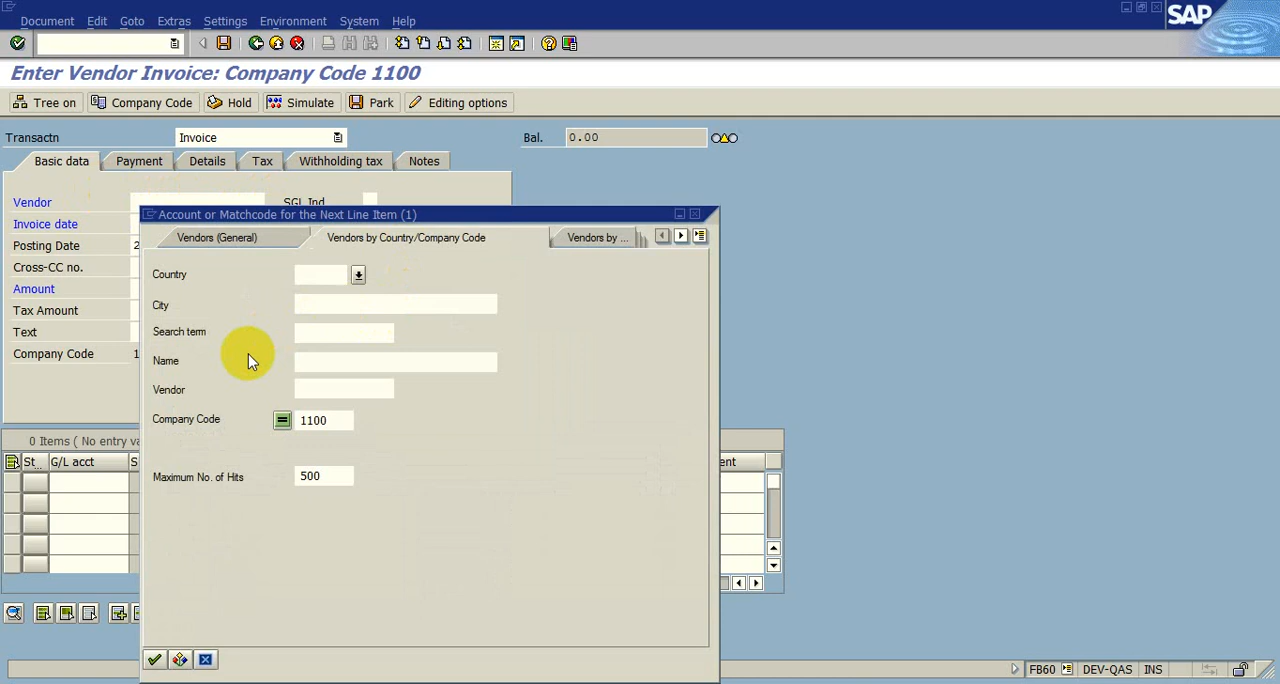 Document Edit Goto Extras Settings Environment System Help
SAP
Enter Vendor Invoice: Company Code 1100
Tree on Company Code Hold Simulate Park Editing options
Transactn Invoice Bal. 0.00
Basic data Payment Details Tax Withholding tax Notes
Vendor SGL Ind
Invoice date
Posting Date 2
Cross-CC no.
Amount
Tax Amount
Text
Company Code 1
Account or Matchcode for the Next Line Item (1)
Vendors (General) Vendors by Country/Company Code Vendors by ...
Country
City
Search term
Name
Vendor
Company Code = 1100
Maximum No. of Hits 500
0 Items ( No entry va
St... G/L acct S
ent
FB60 DEV-QAS INS